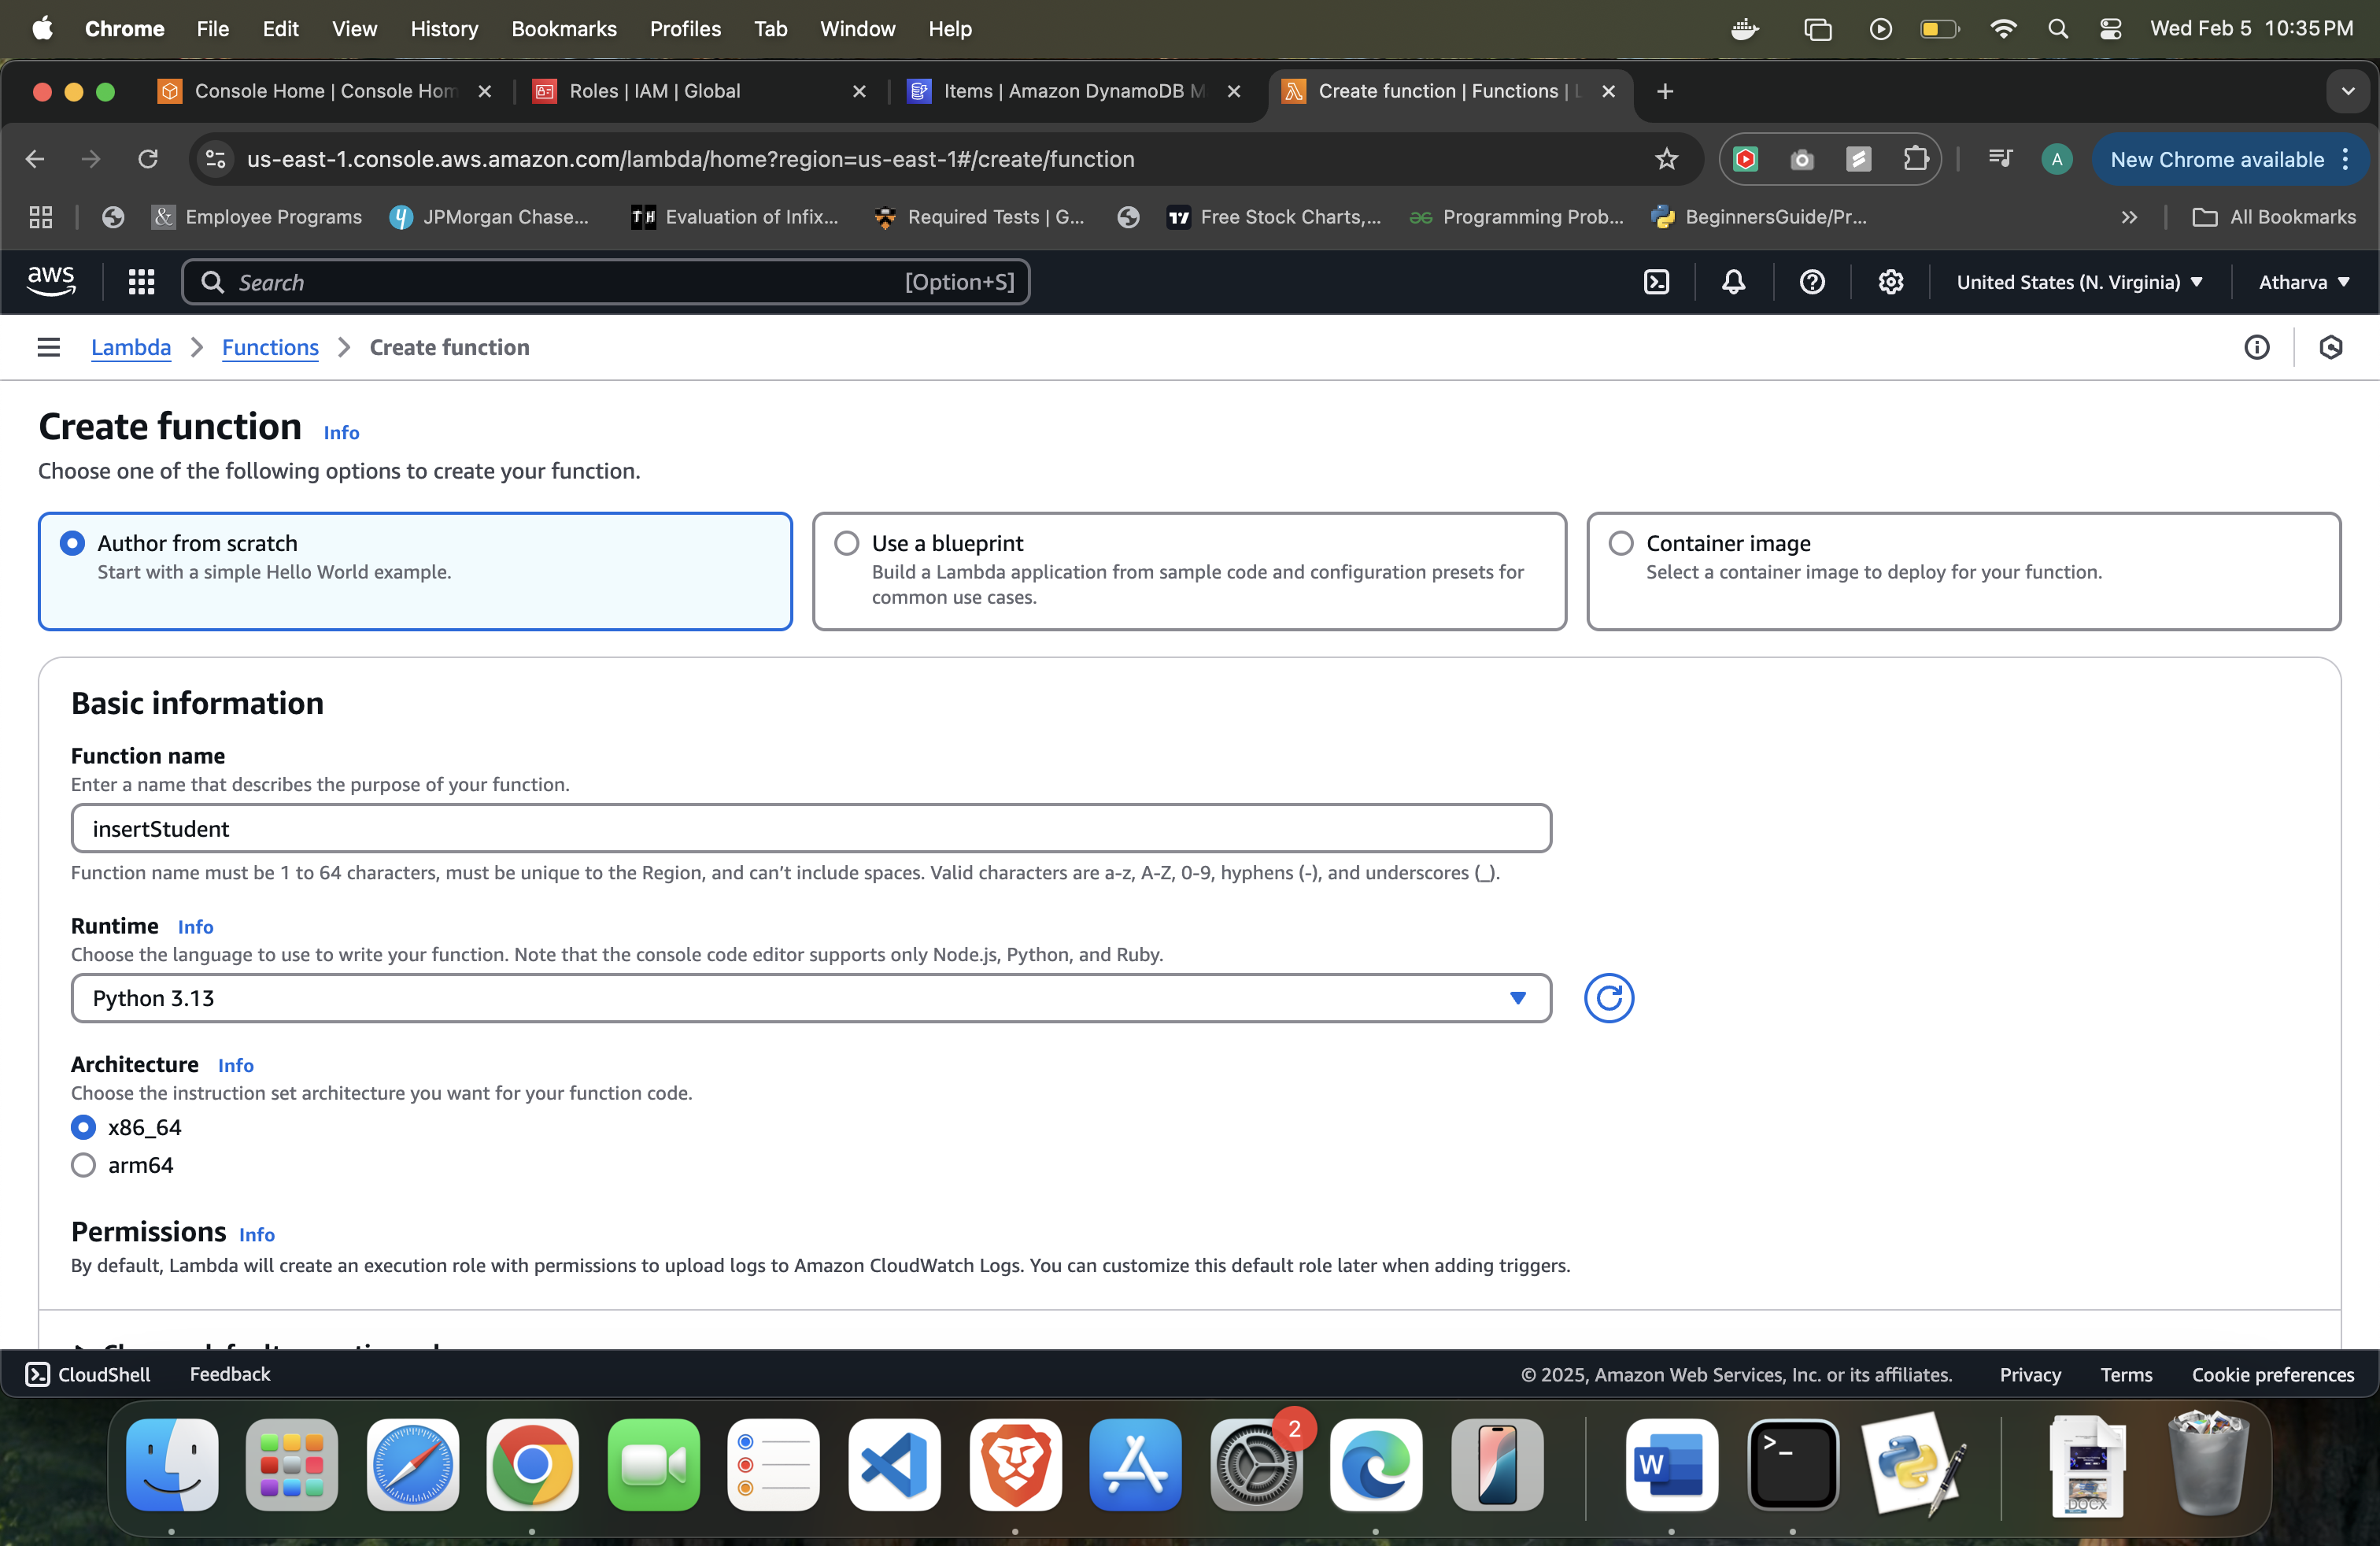 Chrome File Edit View History Bookmarks Profiles Tab Window Help Wed Feb 5 10:35 PM
Console Home | Console Hom Roles | IAM | Global Items | Amazon DynamoDB M Create function | Functions |
us-east-1.console.aws.amazon.com/lambda/home?region=us-east-1#/create/function A New Chrome available
Employee Programs JPMorgan Chase... Evaluation of Infix... Required Tests | G... Free Stock Charts,... Programming Prob... BeginnersGuide/Pr... » All Bookmarks
aws Search [Option+S] United States (N. Virginia) Atharva
Lambda Functions Create function
Create function Info
Choose one of the following options to create your function.
Author from scratch
Start with a simple Hello World example.
Use a blueprint
Build a Lambda application from sample code and configuration presets for
common use cases.
Container image
Select a container image to deploy for your function.
Basic information
Function name
Enter a name that describes the purpose of your function.
insertStudent
Function name must be 1 to 64 characters, must be unique to the Region, and can’t include spaces. Valid characters are a-z, A-Z, 0-9, hyphens (-), and underscores (_).
Runtime Info
Choose the language to use to write your function. Note that the console code editor supports only Node.js, Python, and Ruby.
Python 3.13
Architecture Info
Choose the instruction set architecture you want for your function code.
x86_64
arm64
Permissions Info
By default, Lambda will create an execution role with permissions to upload logs to Amazon CloudWatch Logs. You can customize this default role later when adding triggers.
CloudShell Feedback © 2025, Amazon Web Services, Inc. or its affiliates. Privacy Terms Cookie preferences
2
W
>_
DOCX